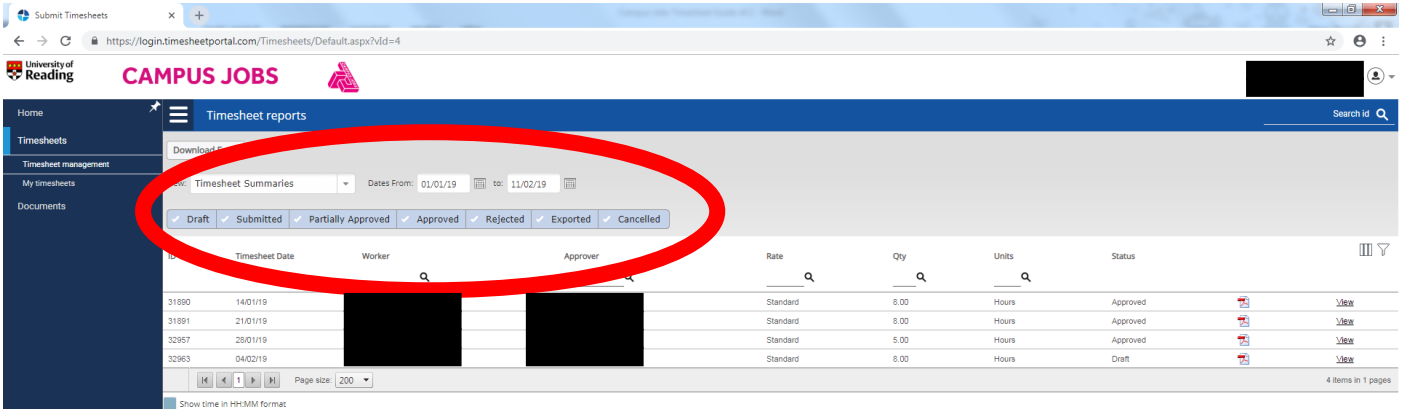 Submit Timesheets
https://login.timesheetportal.com/Timesheets/Default.aspx?vId=4
University of
Reading
CAMPUS JOBS
Home
Timesheet reports
Search id
Timesheets
Download
Timesheet management
Timesheet Summaries Dates From: 01/01/19 to: 11/02/19
My timesheets
Documents
Draft Submitted Partially Approved Approved Rejected Exported Cancelled
ID Timesheet Date Worker Approver Rate Qty Units Status
31890 14/01/19 Standard 8.00 Hours Approved View
31891 21/01/19 Standard 8.00 Hours Approved View
32957 28/01/19 Standard 5.00 Hours Approved View
32963 04/02/19 Standard 8.00 Hours Draft View
1 Page size: 200 4 items in 1 pages
Show time in HH:MM format